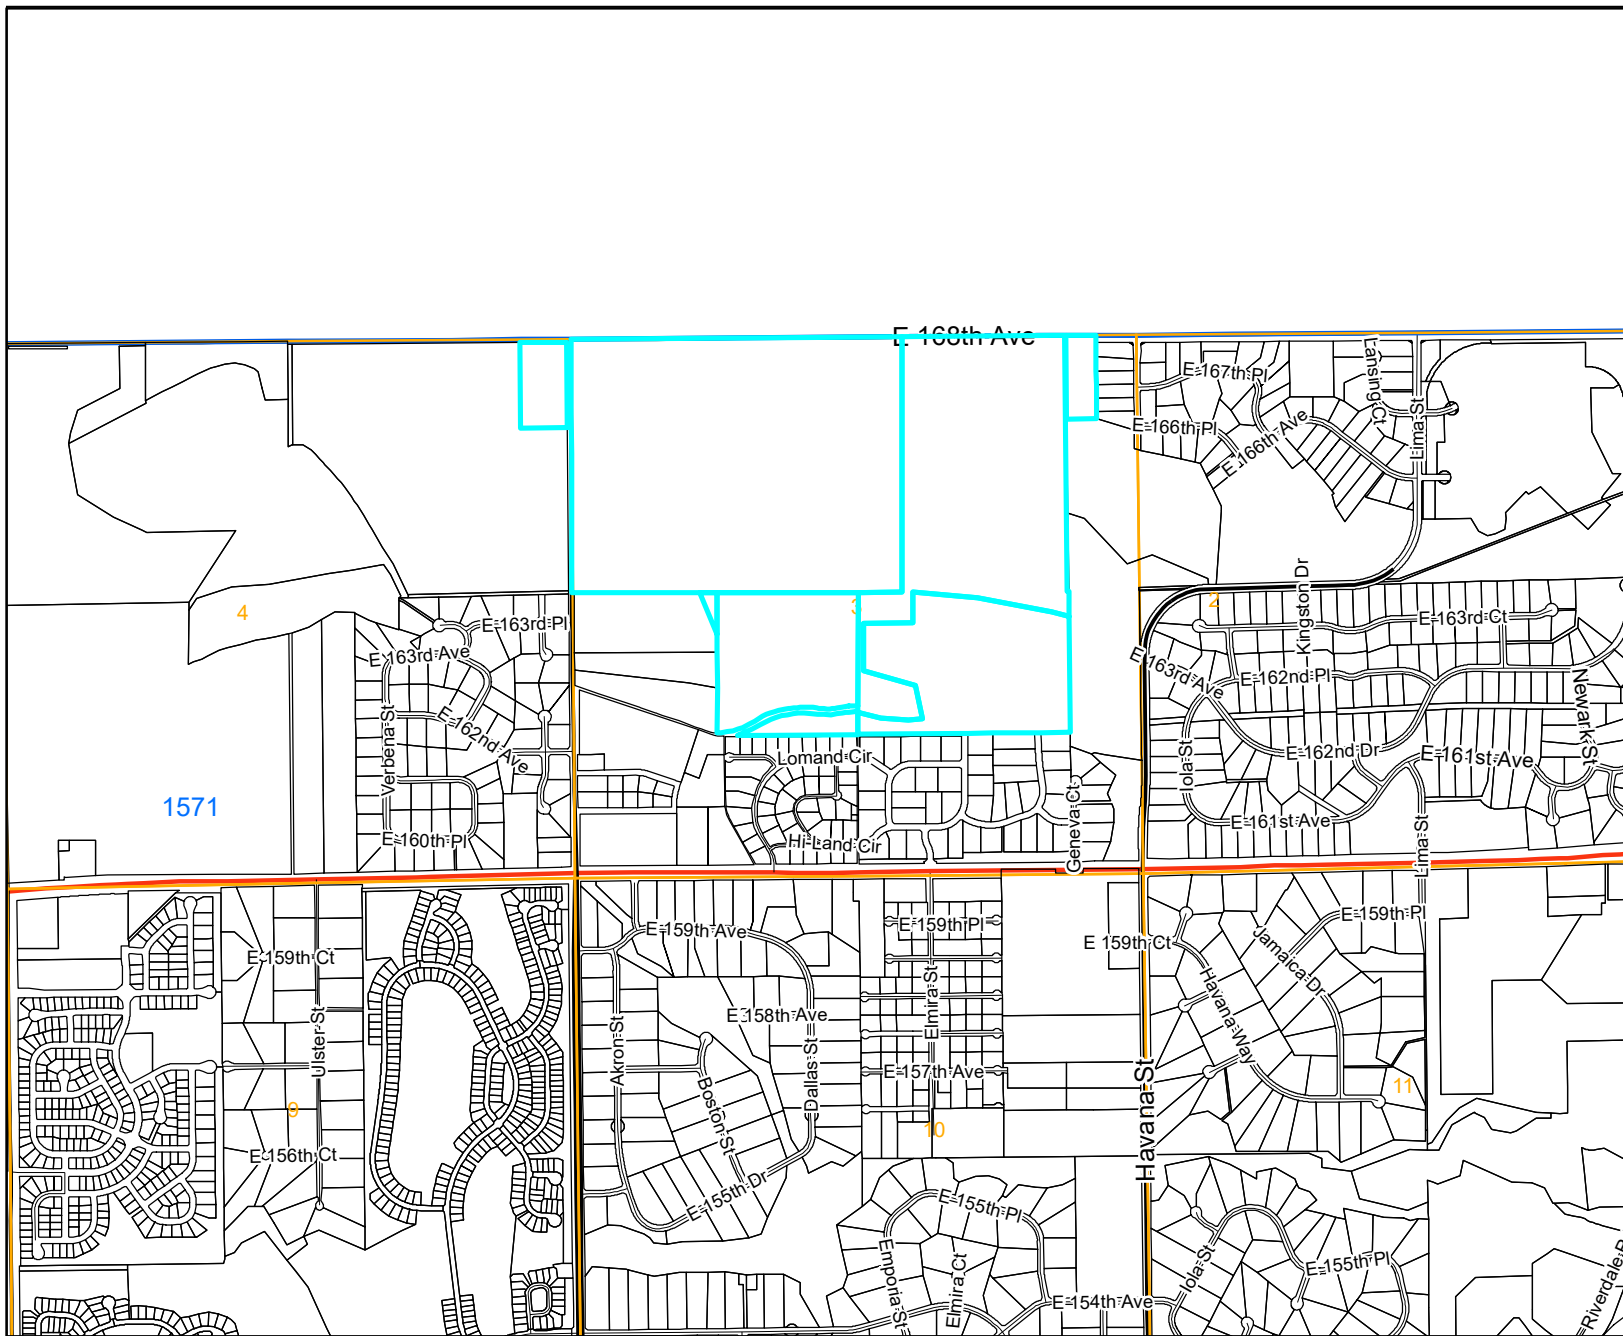 E 168th Ave
E 167th Pl
Lansing Ct
Lima St
E 166th Pl
E 166th Ave
4
3
2
Kingston Dr
E 163rd Pl
E 163rd Ct
E 163rd Ave
E 163rd Ave
E 162nd Pl
Newark St
Verbena St
E 162nd Ave
Iola St
E 162nd Dr
E 161st Ave
Lomand Cir
1571
Geneva Ct
E 161st Ave
E 160th Pl
Hi-Land Cir
Lima St
E 159th Ave
E 159th Pl
E 159th Ct
E 159th Pl
E 159th Ct
Jamaica Dr
Ulster St
E 158th Ave
Elmira St
Havana Way
Akron St
Boston St
Dallas St
E 157th Ave
Havana St
11
9
10
E 156th Ct
E 155th Dr
E 155th Pl
Emporia St
Elmira Ct
Iola St
E 155th Pl
E 154th Ave